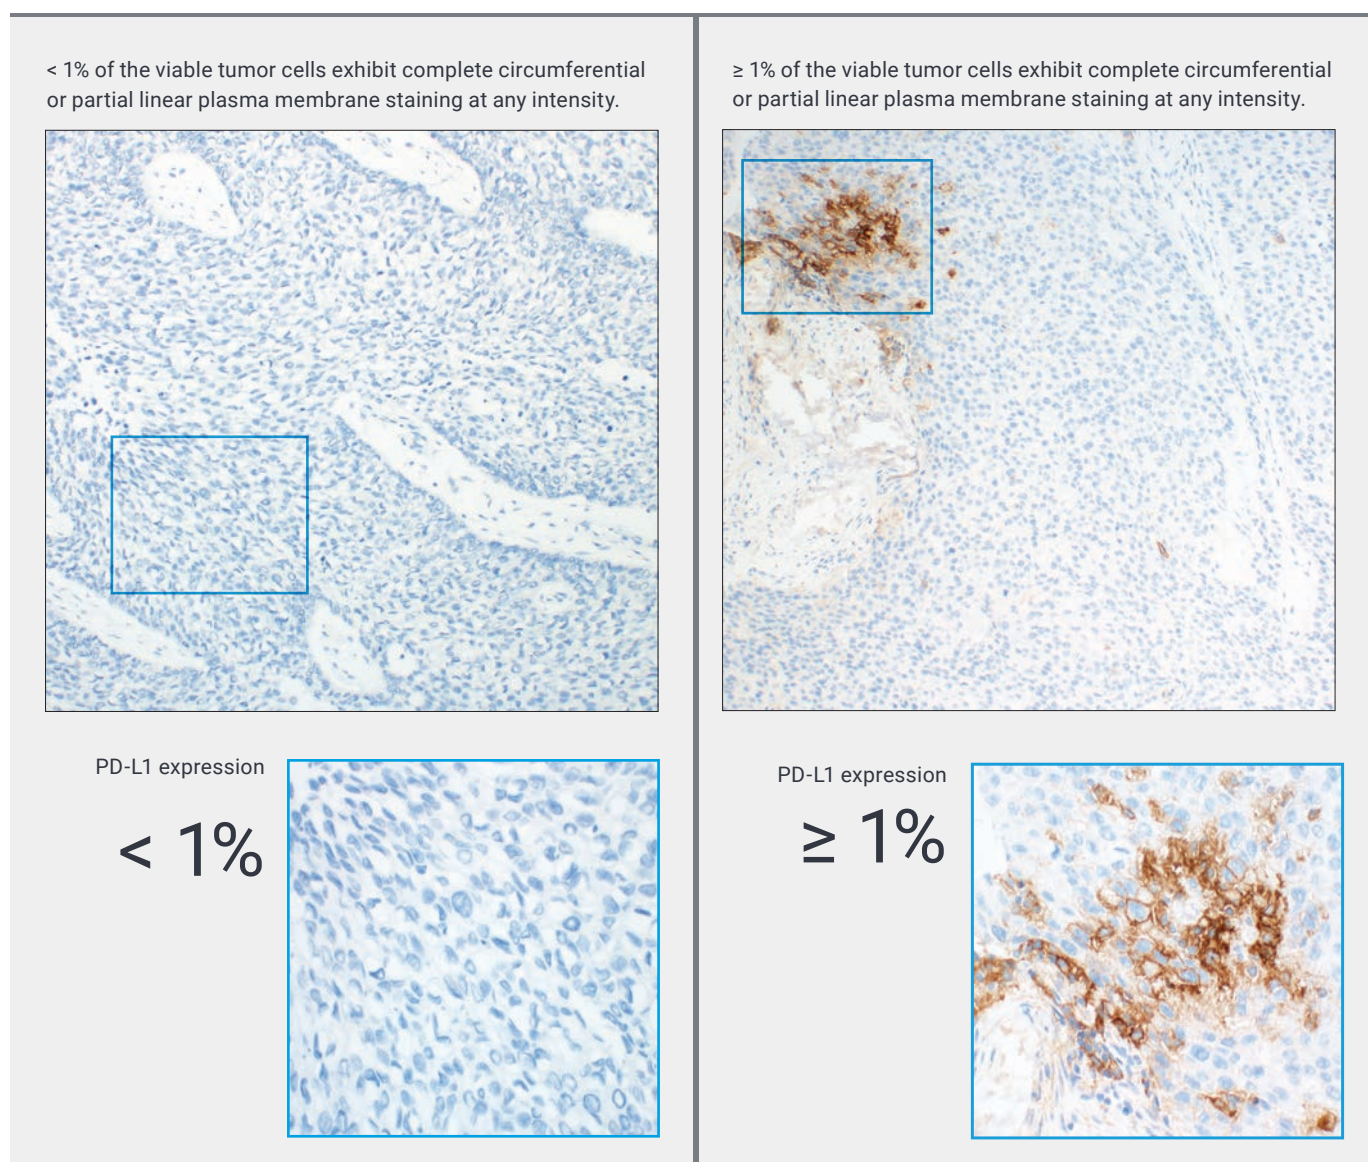 < 1% of the viable tumor cells exhibit complete circumferential
or partial linear plasma membrane staining at any intensity.
PD-L1 expression
< 1%
≥ 1% of the viable tumor cells exhibit complete circumferential
or partial linear plasma membrane staining at any intensity.
PD-L1 expression
≥ 1%